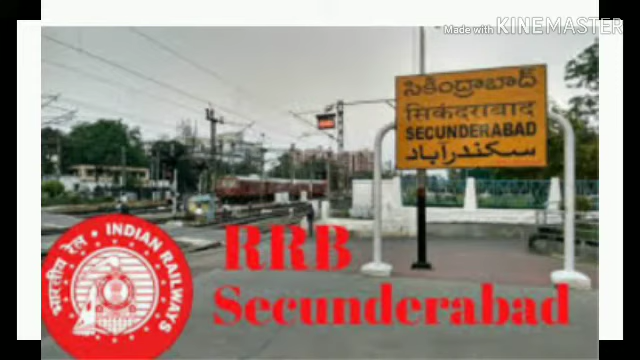 Made with KINEMASTER
సికింద్రాబాద్
सिकंदराबाद
SECUNDERABAD
سکندرآباد
RRB
Secunderabad
भारतीय रेल • INDIAN RAILWAYS